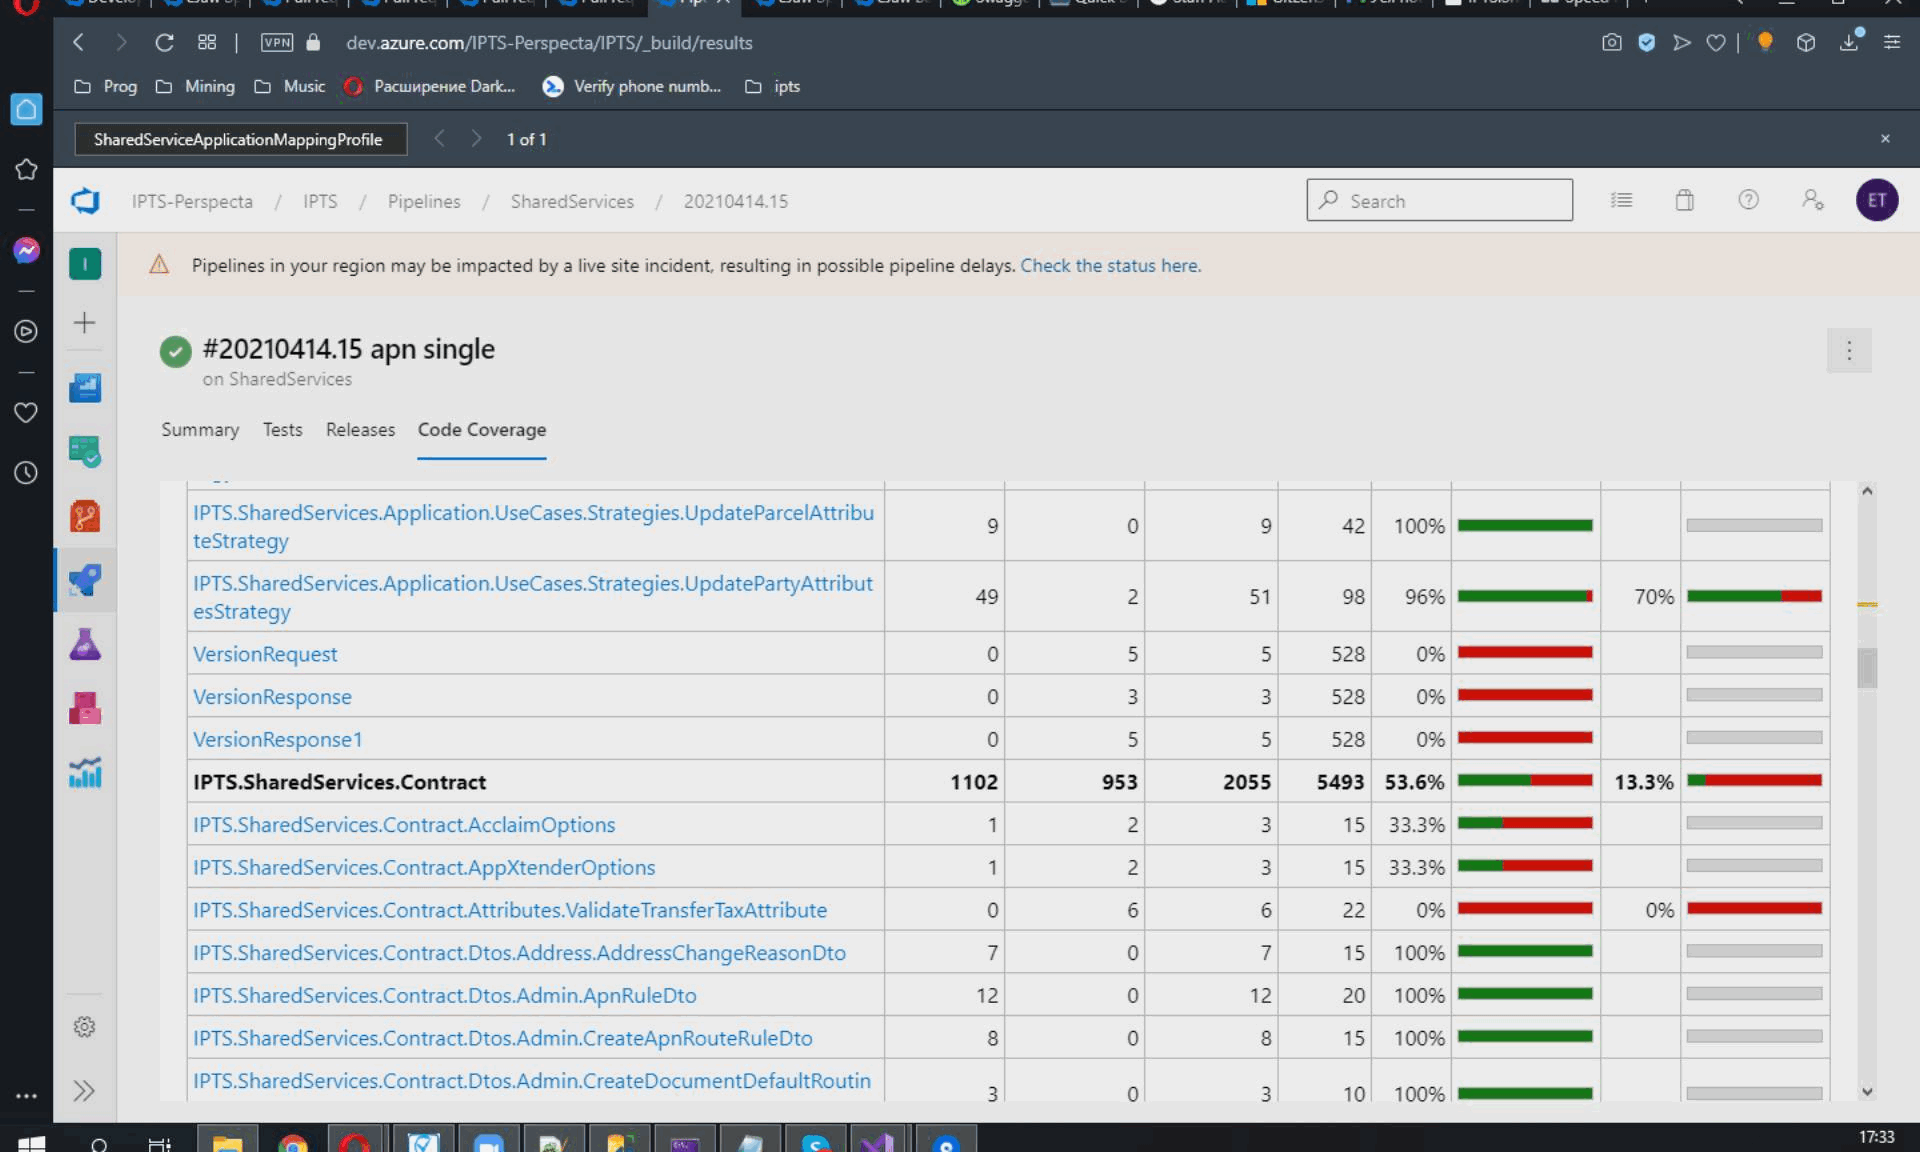 VPN dev.azure.com/IPTS-Perspecta/IPTS/_build/results
Prog Mining Music Расширение Dark... Verify phone numb... ipts
SharedServiceApplicationMappingProfile 1 of 1
IPTS-Perspecta / IPTS / Pipelines / SharedServices / 20210414.15 Search ET
I
Pipelines in your region may be impacted by a live site incident, resulting in possible pipeline delays. Check the status here.
#20210414.15 apn single
on SharedServices
Summary Tests Releases Code Coverage
IPTS.SharedServices.Application.UseCases.Strategies.UpdateParcelAttribu
teStrategy 9 0 9 42 100%
IPTS.SharedServices.Application.UseCases.Strategies.UpdatePartyAttribut
esStrategy 49 2 51 98 96% 70%
VersionRequest 0 5 5 528 0%
VersionResponse 0 3 3 528 0%
VersionResponse1 0 5 5 528 0%
IPTS.SharedServices.Contract 1102 953 2055 5493 53.6% 13.3%
IPTS.SharedServices.Contract.AcclaimOptions 1 2 3 15 33.3%
IPTS.SharedServices.Contract.AppXtenderOptions 1 2 3 15 33.3%
IPTS.SharedServices.Contract.Attributes.ValidateTransferTaxAttribute 0 6 6 22 0% 0%
IPTS.SharedServices.Contract.Dtos.Address.AddressChangeReasonDto 7 0 7 15 100%
IPTS.SharedServices.Contract.Dtos.Admin.ApnRuleDto 12 0 12 20 100%
IPTS.SharedServices.Contract.Dtos.Admin.CreateApnRouteRuleDto 8 0 8 15 100%
IPTS.SharedServices.Contract.Dtos.Admin.CreateDocumentDefaultRoutin
3 0 3 10 100%
17:33